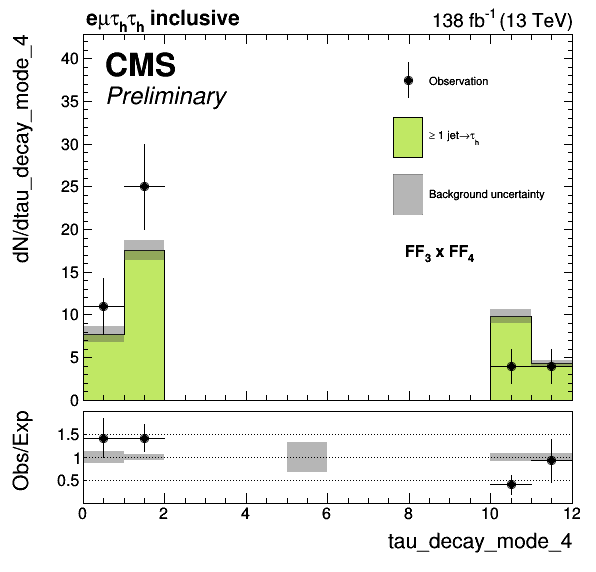 eμτhτh inclusive
138 fb-1 (13 TeV)
CMS
Preliminary
Observation
≥ 1 jet→τh
Background uncertainty
FF3 x FF4
dN/dtau_decay_mode_4
40
35
30
25
20
15
10
5
0
Obs/Exp
1.5
1
0.5
0 2 4 6 8 10 12
tau_decay_mode_4